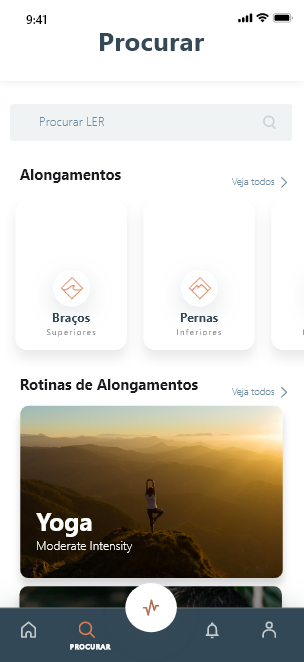 9:41
Procurar
Procurar LER
Alongamentos
Veja todos
Braços
Superiores
Pernas
Inferiores
Rotinas de Alongamentos
Veja todos
Yoga
Moderate Intensity
PROCURAR